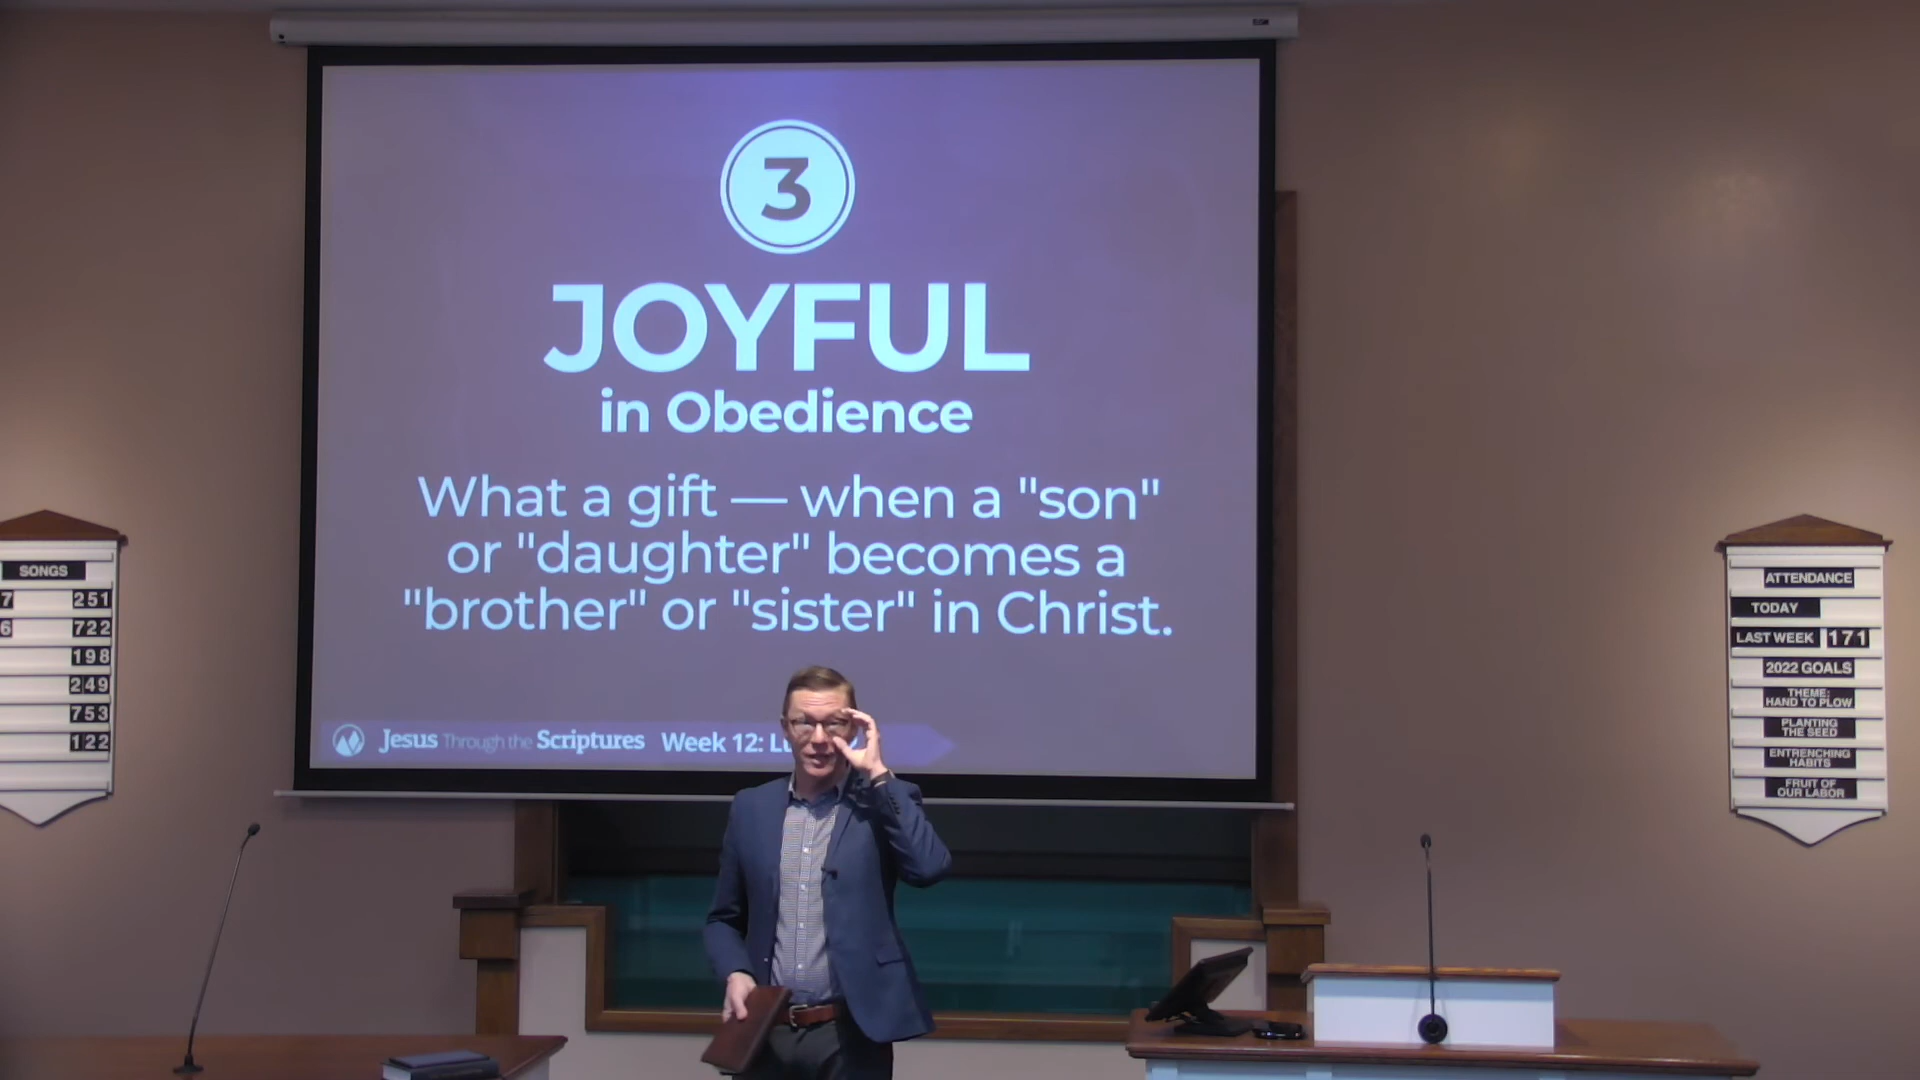 3
JOYFUL
in Obedience
What a gift — when a "son"
or "daughter" becomes a
"brother" or "sister" in Christ.
Jesus Through the Scriptures Week 12:
SONGS
7 251
6 722
198
249
753
122
ATTENDANCE
TODAY
LAST WEEK 171
2022 GOALS
THEME:
HAND TO PLOW
PLANTING
THE SEED
ENTRENCHING
HABITS
FRUIT OF
OUR LABOR